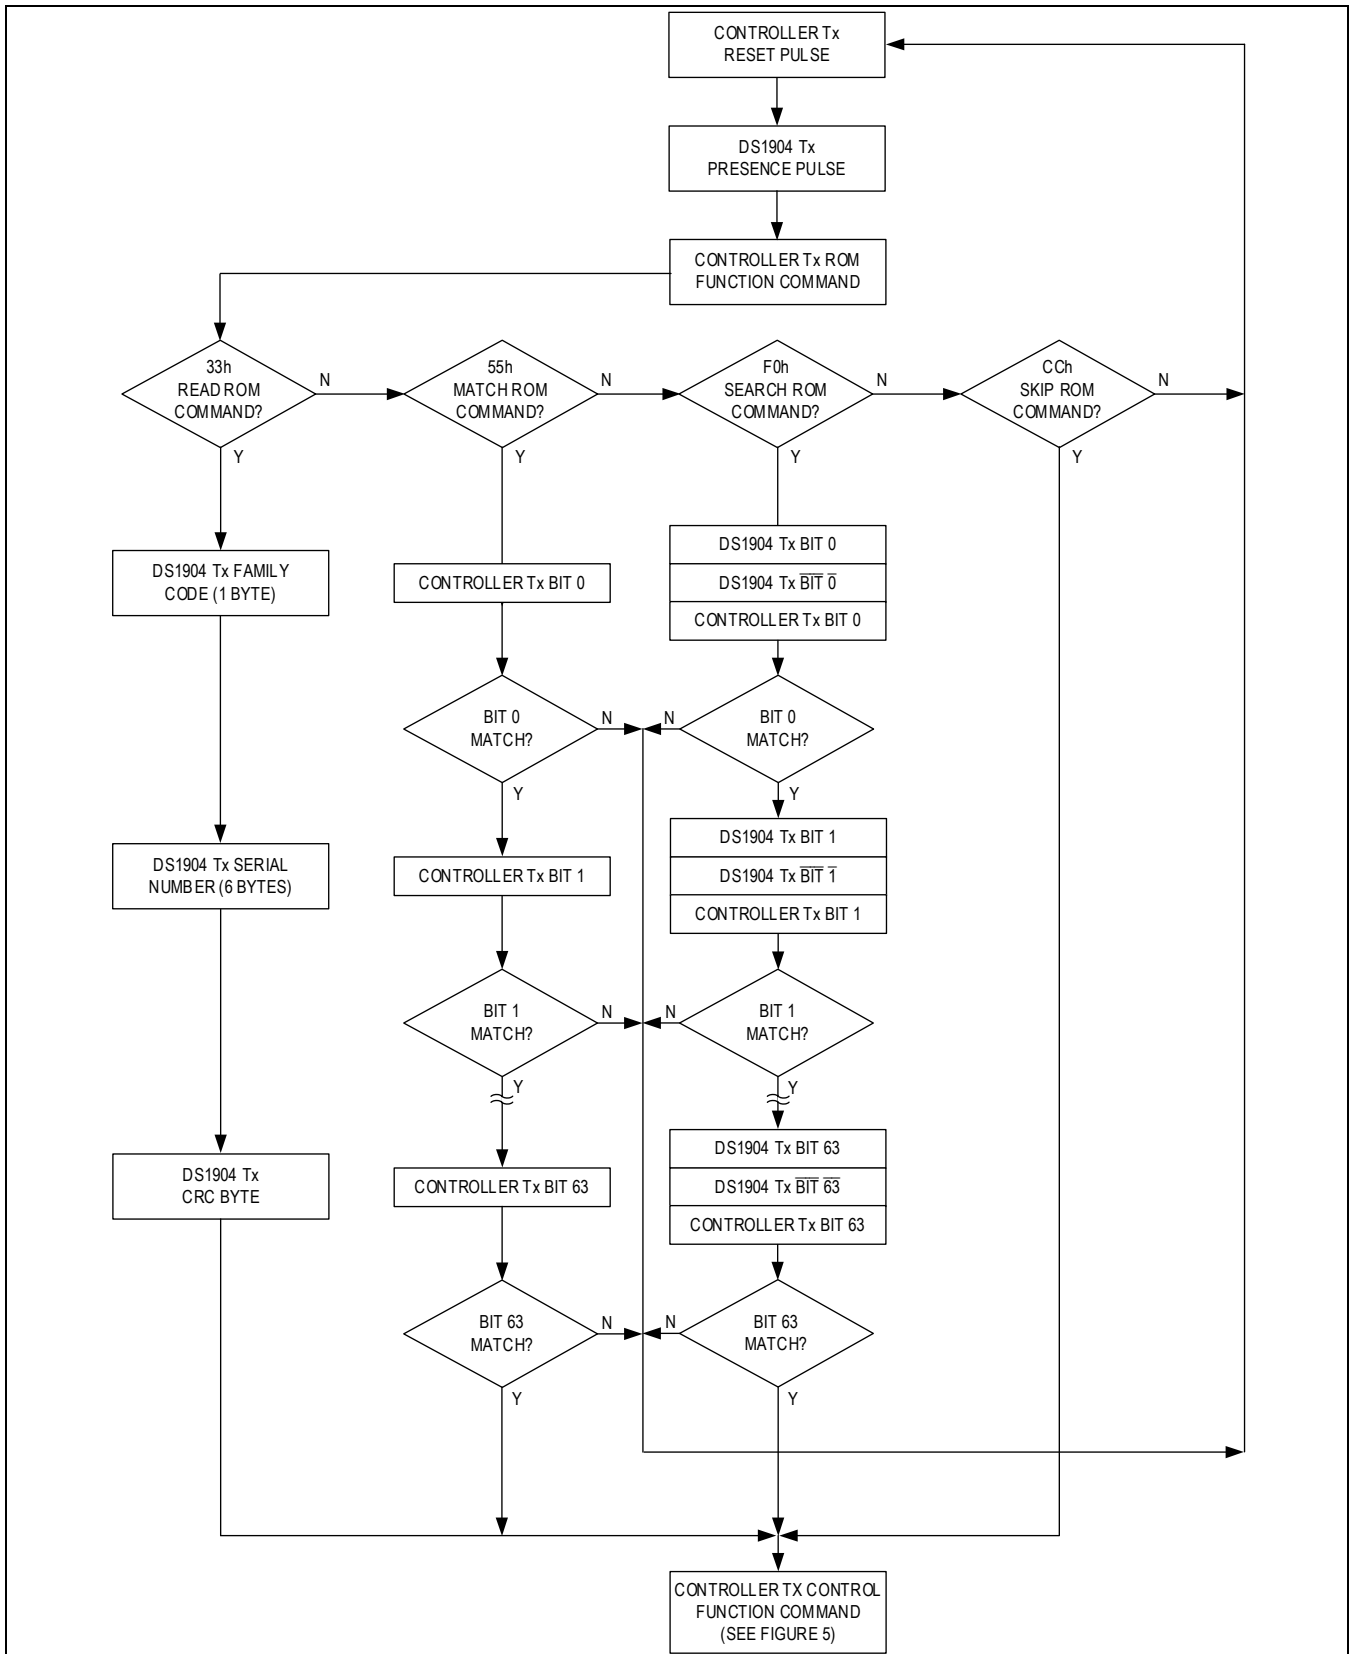 CONTROLLER Tx
RESET PULSE
DS1904 Tx
PRESENCE PULSE
CONTROLLER Tx ROM
FUNCTION COMMAND
33h
READ ROM
COMMAND?
N
Y
55h
MATCH ROM
COMMAND?
N
Y
F0h
SEARCH ROM
COMMAND?
N
Y
CCh
SKIP ROM
COMMAND?
N
Y
DS1904 Tx FAMILY
CODE (1 BYTE)
DS1904 Tx SERIAL
NUMBER (6 BYTES)
DS1904 Tx
CRC BYTE
CONTROLLER Tx BIT 0
BIT 0
MATCH?
N
Y
CONTROLLER Tx BIT 1
BIT 1
MATCH?
N
Y
CONTROLLER Tx BIT 63
BIT 63
MATCH?
N
Y
DS1904 Tx BIT 0
DS1904 Tx B̅I̅T̅ 0̅
CONTROLLER Tx BIT 0
BIT 0
MATCH?
N
Y
DS1904 Tx BIT 1
DS1904 Tx B̅I̅T̅ 1̅
CONTROLLER Tx BIT 1
BIT 1
MATCH?
N
Y
DS1904 Tx BIT 63
DS1904 Tx B̅I̅T̅ 6̅3̅
CONTROLLER Tx BIT 63
BIT 63
MATCH?
N
Y
CONTROLLER TX CONTROL
FUNCTION COMMAND
(SEE FIGURE 5)